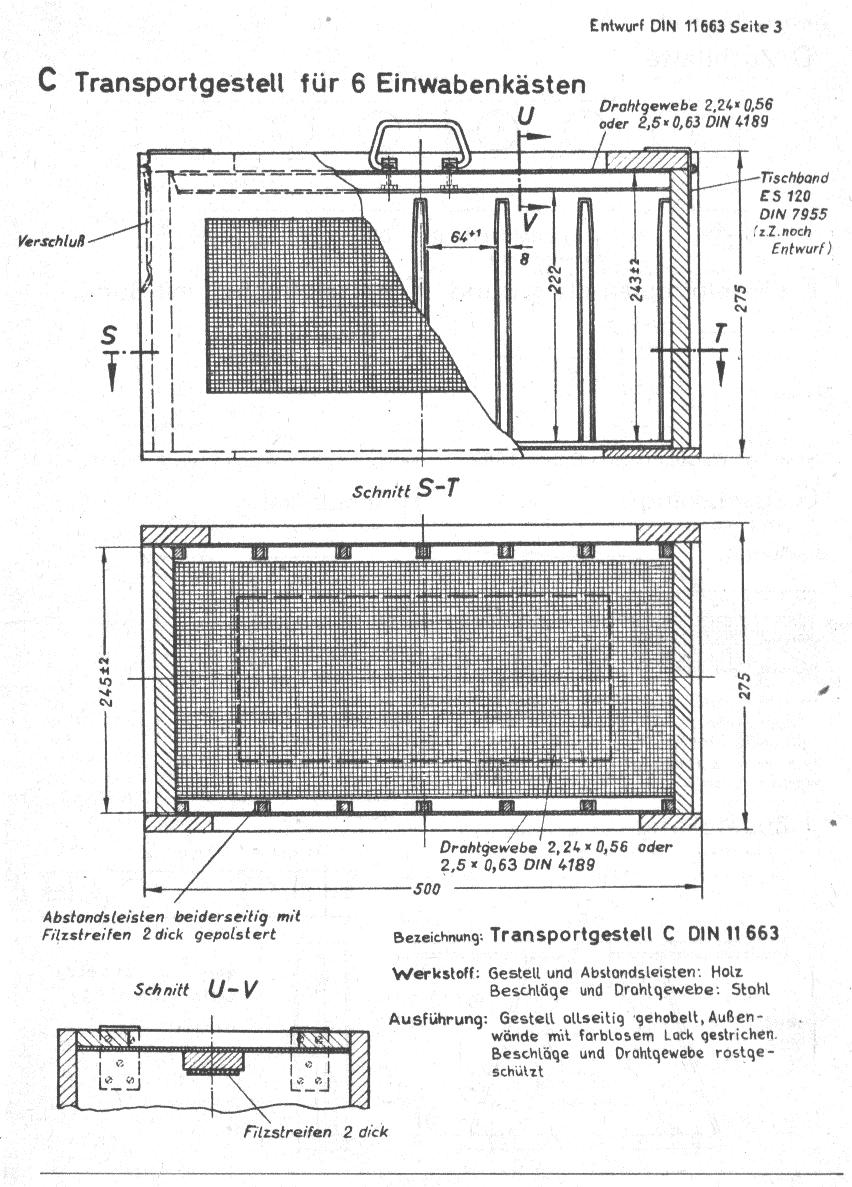 Entwurf DIN 11663 Seite 3
C Transportgestell für 6 Einwabenkästen
Drahtgewebe 2,24×0,56
oder 2,5×0,63 DIN 4189
U
Tischband
ES 120
DIN 7955
(z.Z. noch
Entwurf)
Verschluß
V
64+1
8
222
243±2
275
S
T
Schnitt S-T
245±2
275
Drahtgewebe 2,24×0,56 oder
2,5×0,63 DIN 4189
500
Abstandsleisten beiderseitig mit
Filzstreifen 2 dick gepolstert
Bezeichnung: Transportgestell C DIN 11663
Werkstoff: Gestell und Abstandsleisten: Holz
Beschläge und Drahtgewebe: Stahl
Ausführung: Gestell allseitig gehobelt, Außen-
wände mit farblosem Lack gestrichen.
Beschläge und Drahtgewebe rostge-
schützt
Schnitt U-V
Filzstreifen 2 dick